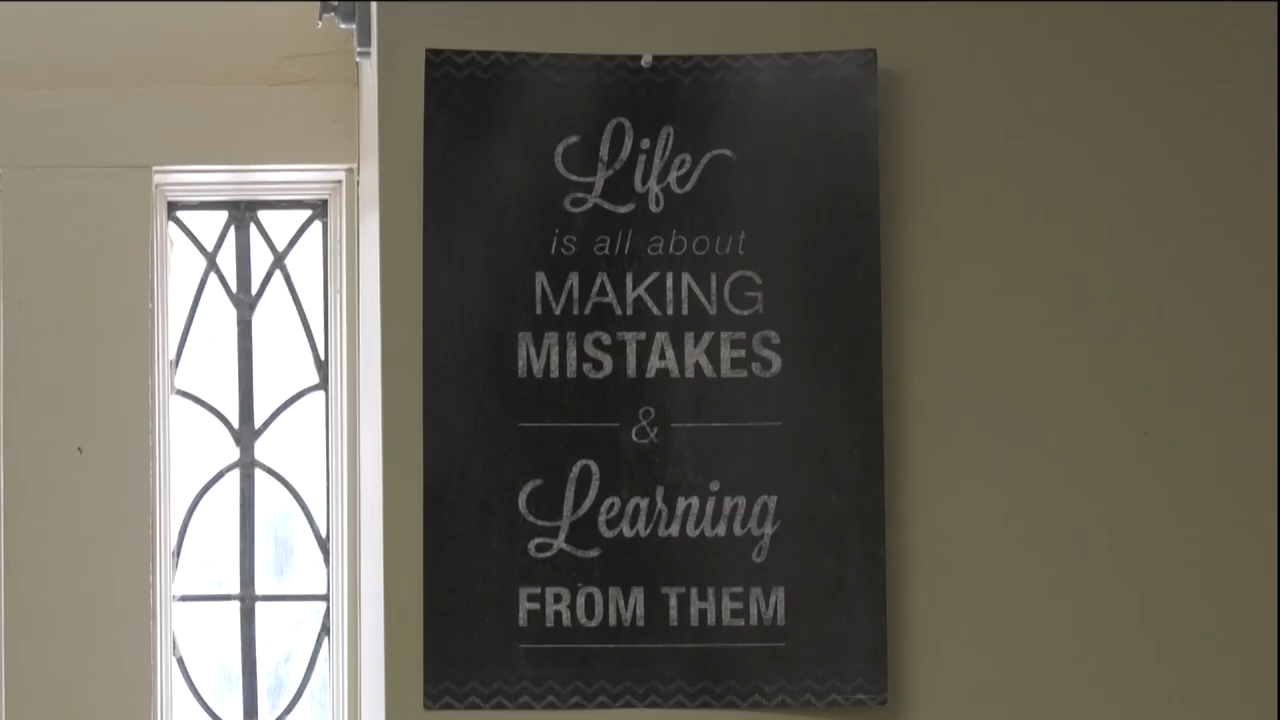 Life
is all about
MAKING
MISTAKES
&
Learning
FROM THEM